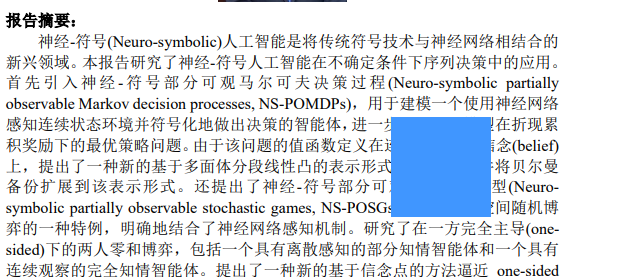 报告摘要：
神经-符号(Neuro-symbolic)人工智能是将传统符号技术与神经网络相结合的
新兴领域。本报告研究了神经-符号人工智能在不确定条件下序列决策中的应用。
首先引入神经-符号部分可观马尔可夫决策过程(Neuro-symbolic partially
observable Markov decision processes, NS-POMDPs)，用于建模一个使用神经网络
感知连续状态环境并符号化地做出决策的智能体，进一 型在折现累
积奖励下的最优策略问题。由于该问题的值函数定义在 信念(belief)
上，提出了一种新的基于多面体分段线性凸的表示形式 将贝尔曼
备份扩展到该表示形式。还提出了神经-符号部分可 型(Neuro-
symbolic partially observable stochastic games, NS-POSGs 空间随机博
弈的一种特例，明确地结合了神经网络感知机制。研究了在一方完全主导(one-
sided)下的两人零和博弈，包括一个具有离散感知的部分知情智能体和一个具有
连续观察的完全知情智能体。提出了一种新的基于信念点的方法逼近 one-sided